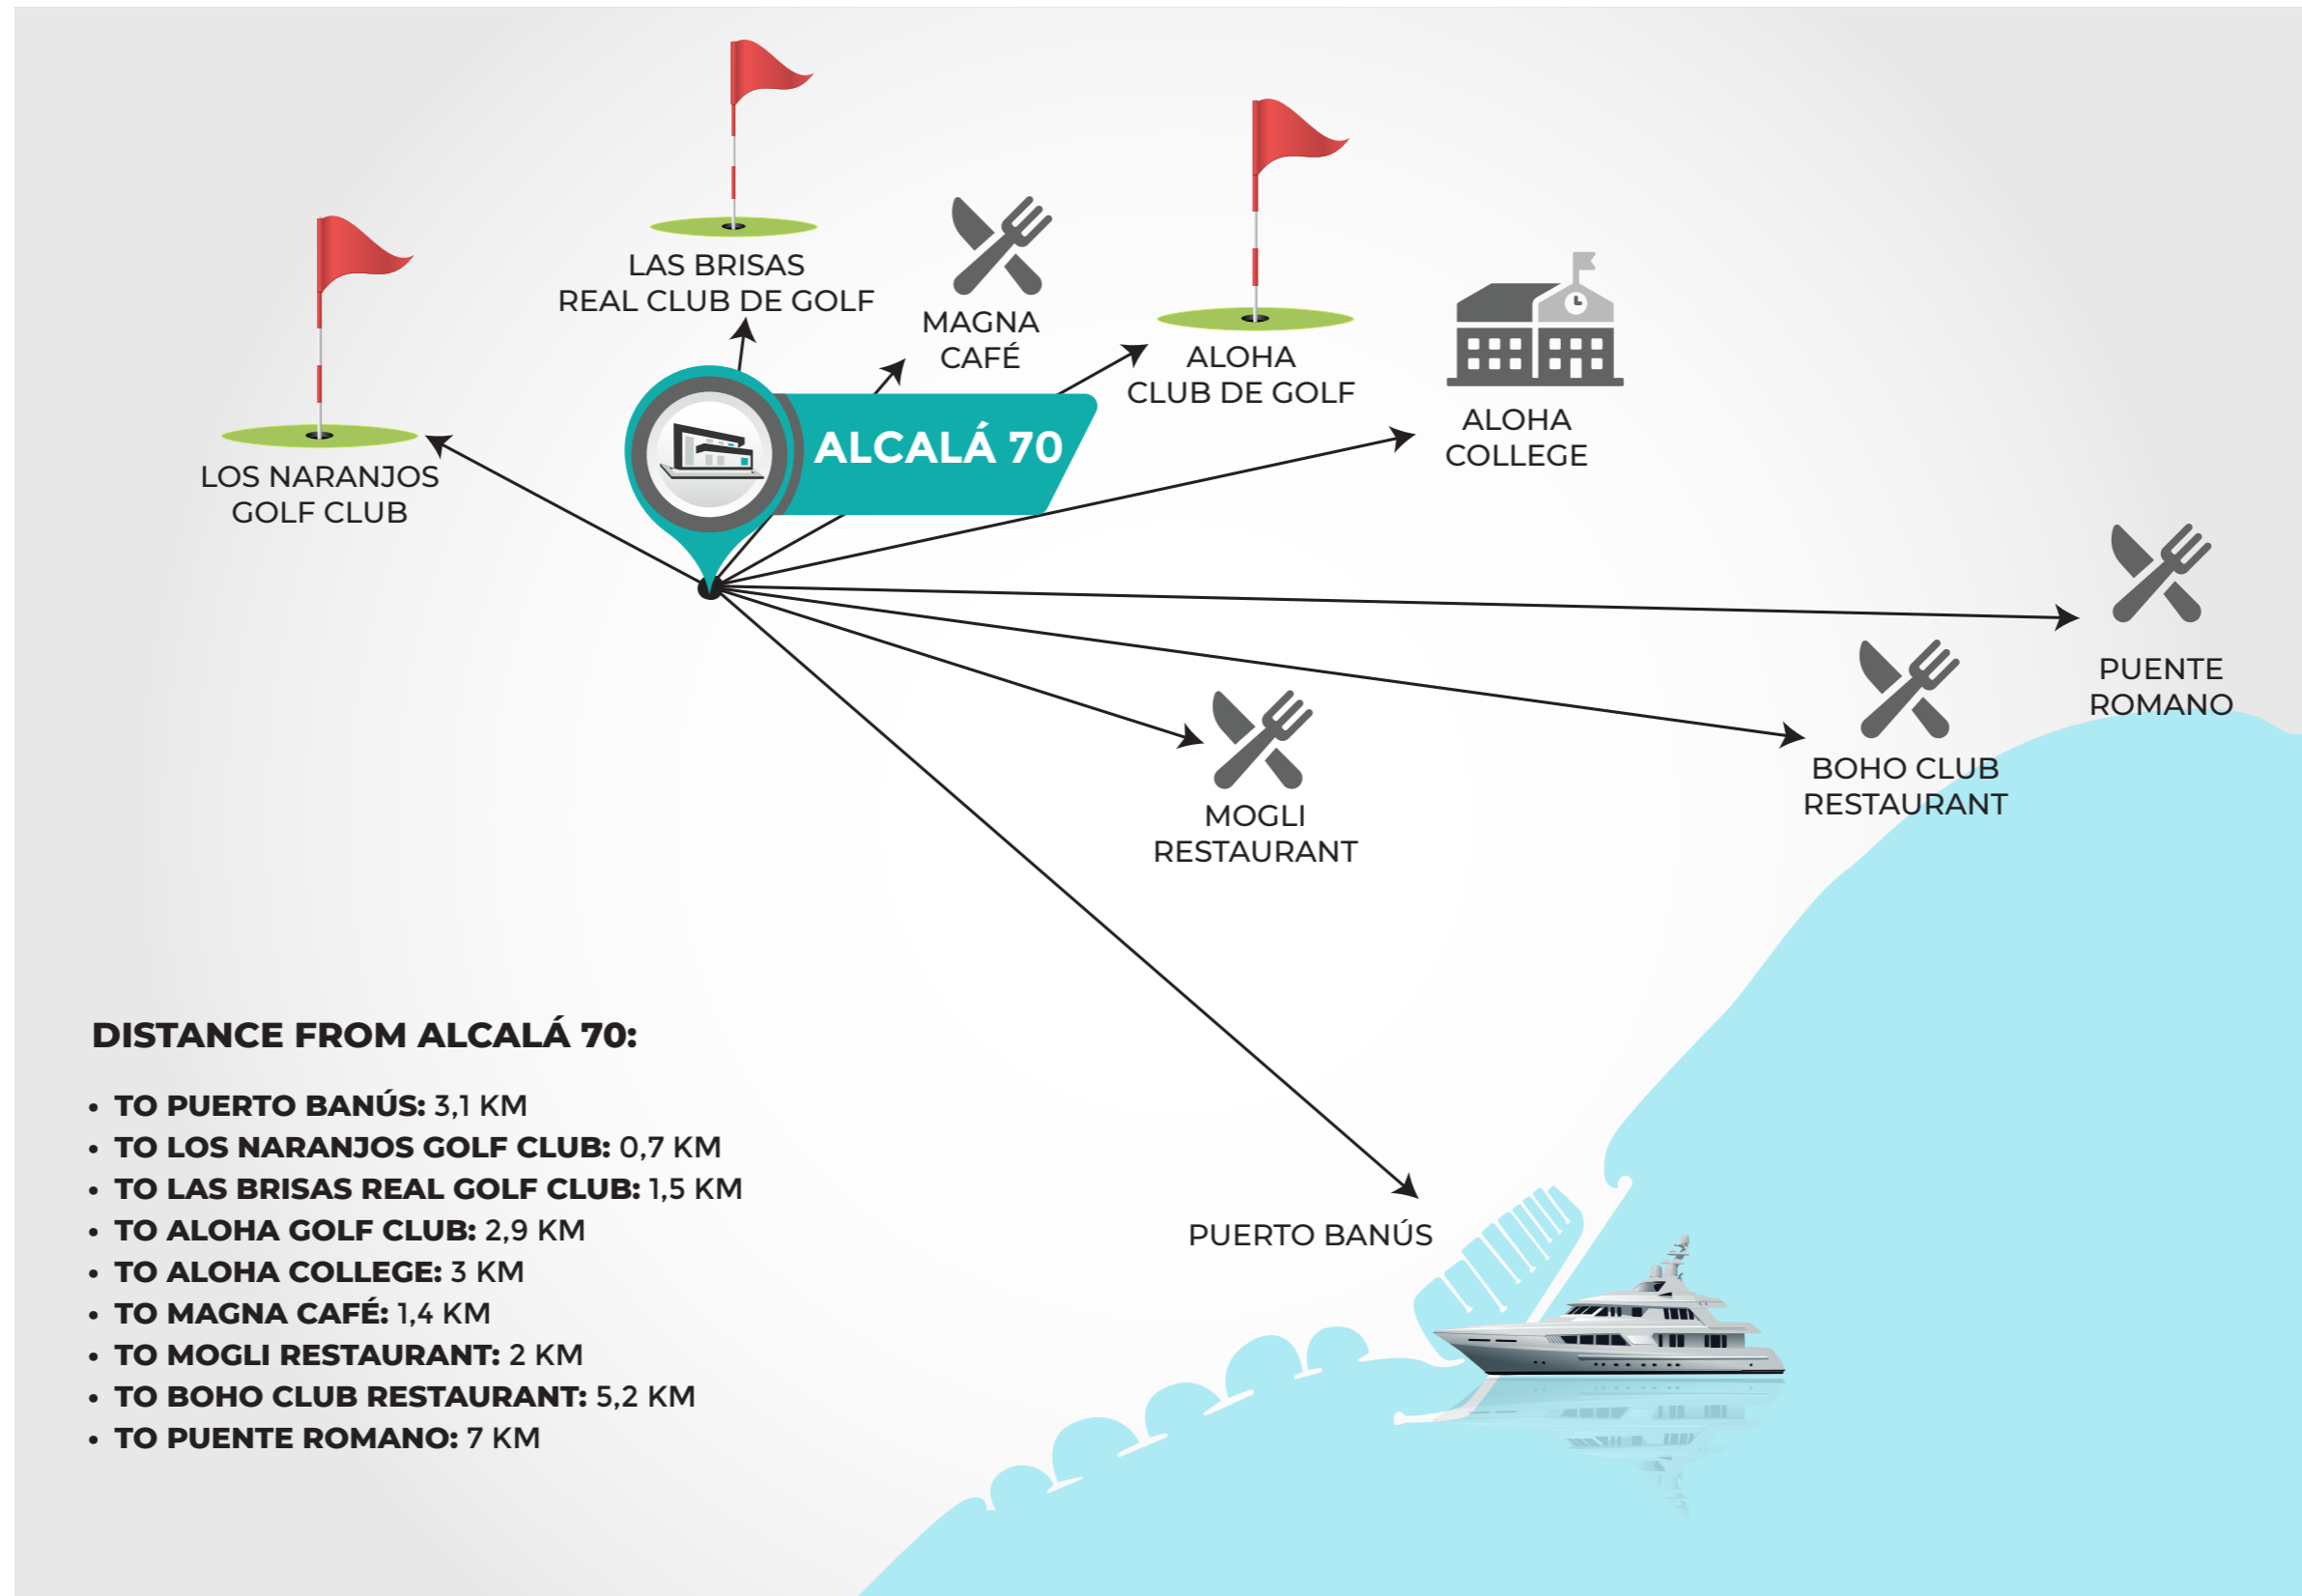 LAS BRISAS
REAL CLUB DE GOLF
MAGNA
CAFÉ
ALOHA
CLUB DE GOLF
ALOHA
COLLEGE
ALCALÁ 70
LOS NARANJOS
GOLF CLUB
PUENTE
ROMANO
BOHO CLUB
RESTAURANT
MOGLI
RESTAURANT
PUERTO BANÚS
DISTANCE FROM ALCALÁ 70:
• TO PUERTO BANÚS: 3,1 KM
• TO LOS NARANJOS GOLF CLUB: 0,7 KM
• TO LAS BRISAS REAL GOLF CLUB: 1,5 KM
• TO ALOHA GOLF CLUB: 2,9 KM
• TO ALOHA COLLEGE: 3 KM
• TO MAGNA CAFÉ: 1,4 KM
• TO MOGLI RESTAURANT: 2 KM
• TO BOHO CLUB RESTAURANT: 5,2 KM
• TO PUENTE ROMANO: 7 KM